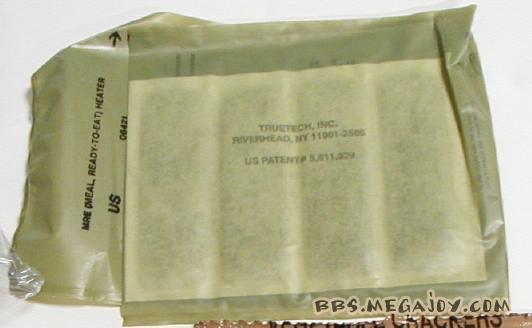 MRE (MEAL, READY-TO-EAT) HEATER
US
TRUETECH, INC.
RIVERHEAD, NY 11901-2565
US PATENT# 5,611,329
BBS.MEGAJOY.COM
CRACKERS